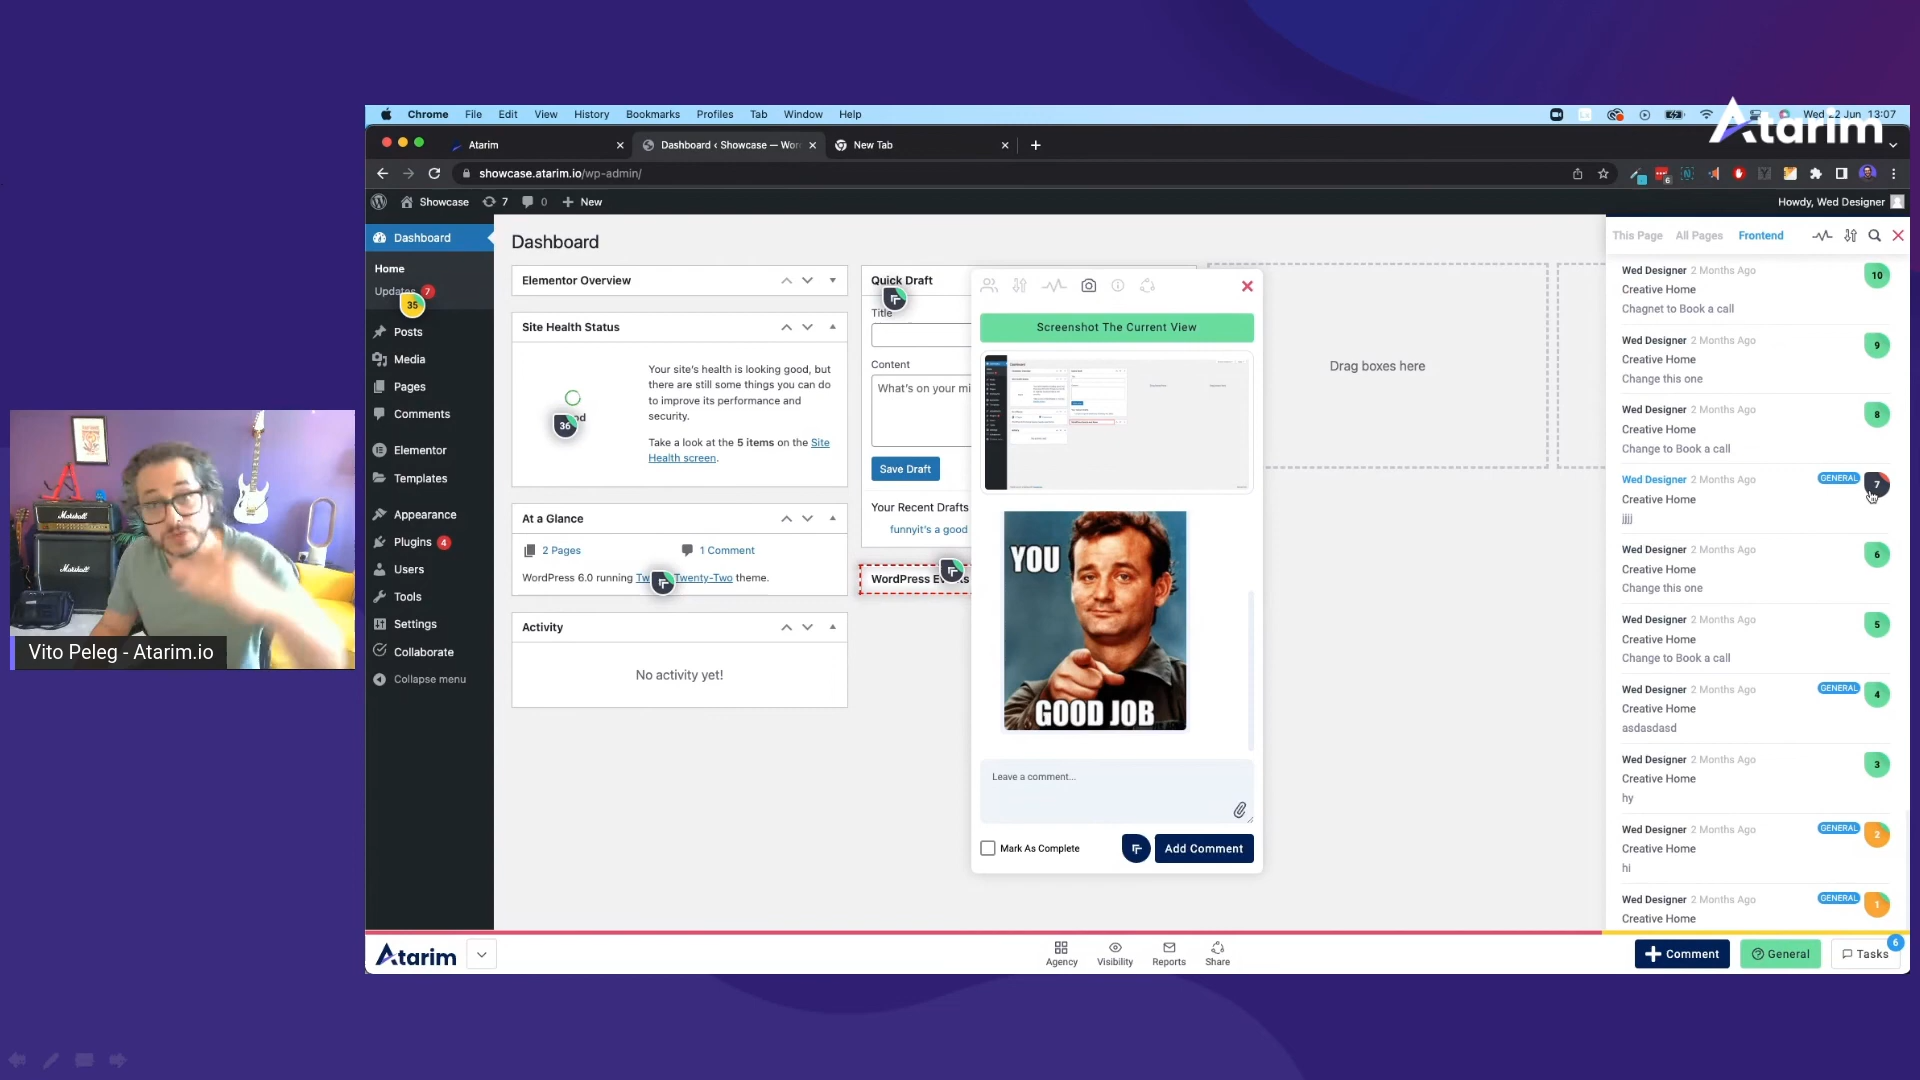 Chrome File Edit View History Bookmarks Profiles Tab Window Help
Wed 22 Jun 13:07
Atarim
Atarim
Dashboard ‹ Showcase — Wor
New Tab
showcase.atarim.io/wp-admin/
Showcase 7 0 New
Howdy, Wed Designer
Dashboard
Home
Updates 7
35
Posts
Media
Pages
Comments
Elementor
Templates
Appearance
Plugins 4
Users
Tools
Settings
Collaborate
Collapse menu
Dashboard
Elementor Overview
Site Health Status
36
Your site's health is looking good, but
there are still some things you can do
to improve its performance and
security.
Take a look at the 5 items on the Site
Health screen.
At a Glance
2 Pages
1 Comment
WordPress 6.0 running Tw Twenty-Two theme.
Activity
No activity yet!
Quick Draft
Title
Content
What's on your mi
Save Draft
Your Recent Drafts
funnyit's a good
WordPress Events
Drag boxes here
Screenshot The Current View
YOU
GOOD JOB
Leave a comment...
Mark As Complete
Add Comment
This Page All Pages Frontend
Wed Designer 2 Months Ago 10
Creative Home
Chagnet to Book a call
Wed Designer 2 Months Ago 9
Creative Home
Change this one
Wed Designer 2 Months Ago 8
Creative Home
Change to Book a call
Wed Designer 2 Months Ago GENERAL 7
Creative Home
jjjj
Wed Designer 2 Months Ago 6
Creative Home
Change this one
Wed Designer 2 Months Ago 5
Creative Home
Change to Book a call
Wed Designer 2 Months Ago GENERAL 4
Creative Home
asdasdasd
Wed Designer 2 Months Ago 3
Creative Home
hy
Wed Designer 2 Months Ago GENERAL 2
Creative Home
hi
Wed Designer 2 Months Ago GENERAL 1
Creative Home
Atarim
Agency
Visibility
Reports
Share
Comment
General
Tasks 6
Marshall
Marshall
Vito Peleg - Atarim.io